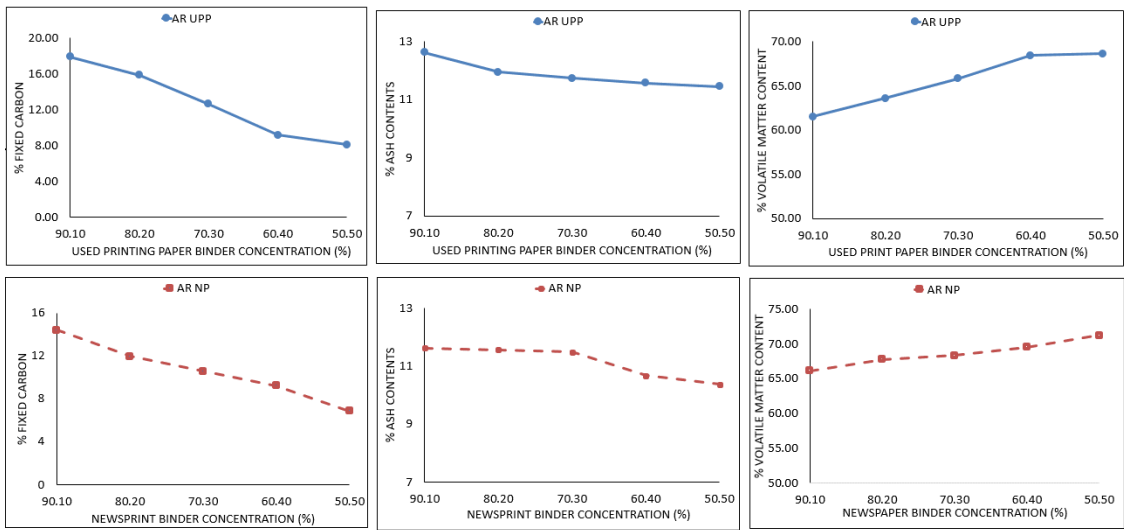 AR UPP
20.00
16.00
12.00
8.00
4.00
0.00
% FIXED CARBON
90.10 80.20 70.30 60.40 50.50
USED PRINTING PAPER BINDER CONCENTRATION (%)
AR UPP
13
11
9
7
% ASH CONTENTS
90.10 80.20 70.30 60.40 50.50
USED PRINTING PAPER BINDER CONCENTRATION (%)
AR UPP
70.00
65.00
60.00
55.00
50.00
% VOLATILE MATTER CONTENT
90.10 80.20 70.30 60.40 50.50
USED PRINT PAPER BINDER CONCENTRATION (%)
AR NP
16
12
8
4
0
% FIXED CARBON
90.10 80.20 70.30 60.40 50.50
NEWSPRINT BINDER CONCENTRATION (%)
AR NP
13
11
9
7
% ASH CONTENTS
90.10 80.20 70.30 60.40 50.50
NEWSPRINT BINDER CONCENTRATION (%)
AR NP
75.00
70.00
65.00
60.00
55.00
50.00
% VOLATILE MATTER CONTENT
90.10 80.20 70.30 60.40 50.50
NEWSPAPER BINDER CONCENTRATION (%)